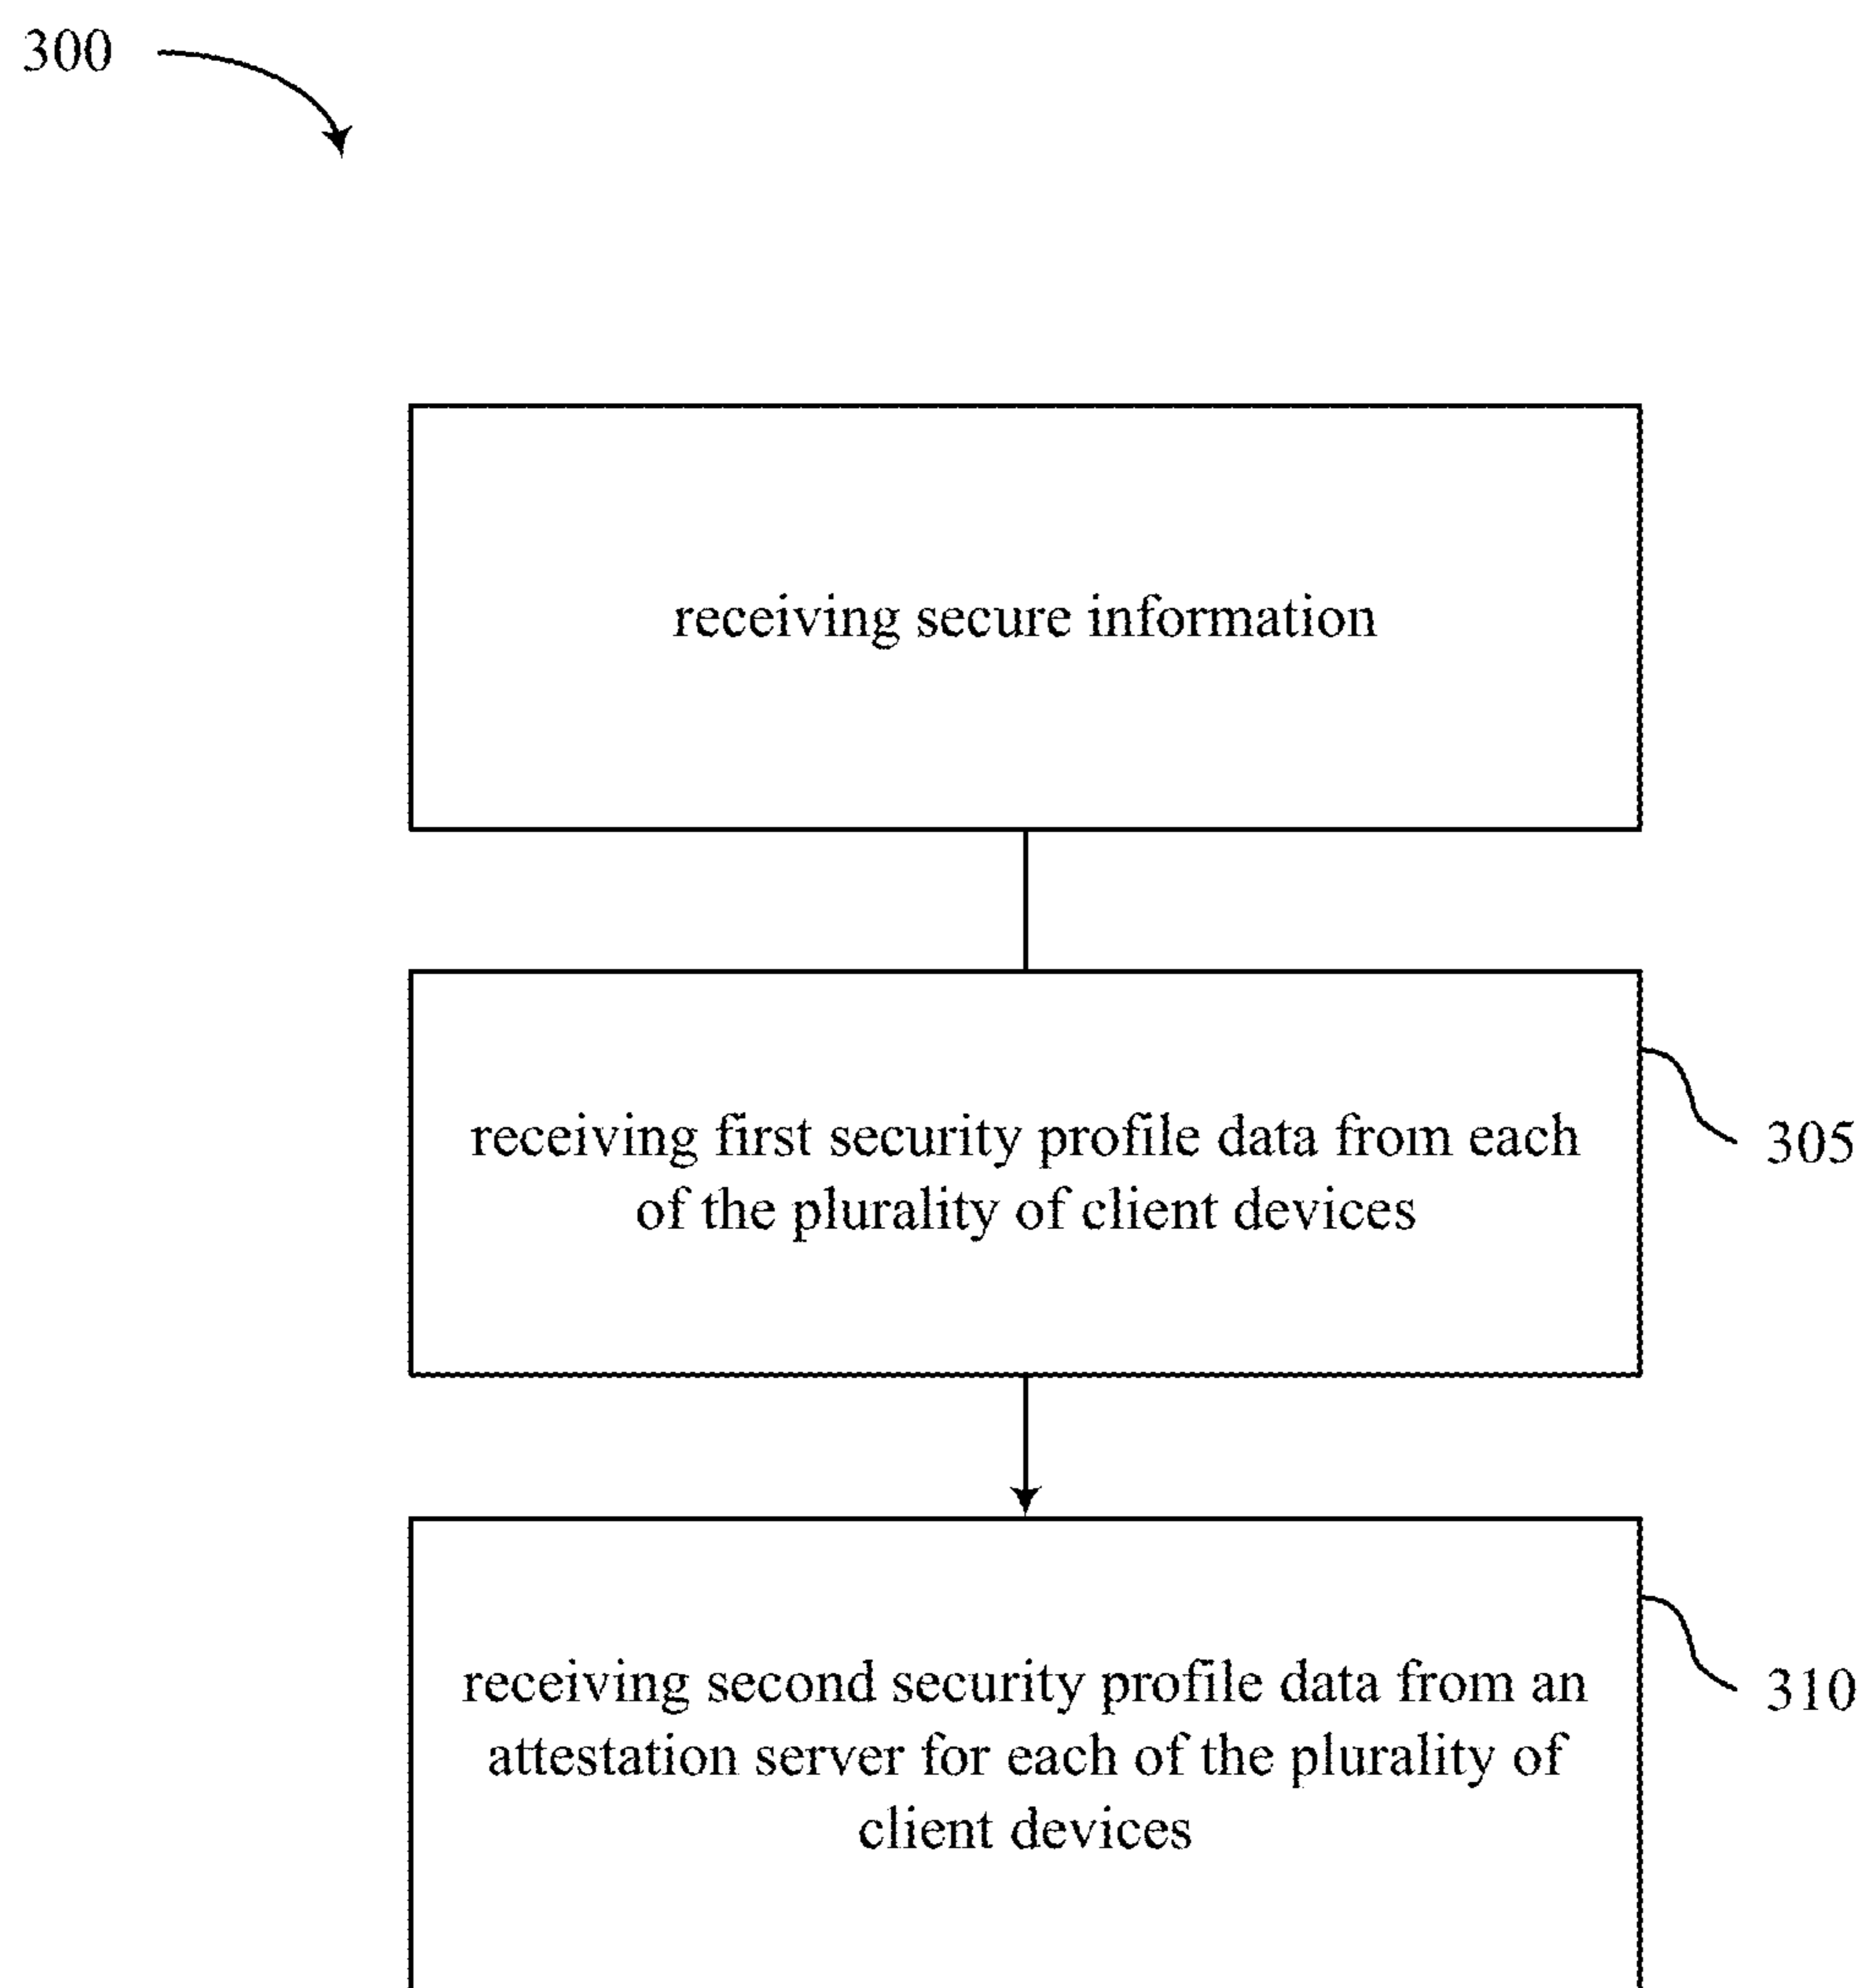 300
receiving secure information
receiving first security profile data from each
of the plurality of client devices
305
receiving second security profile data from an
attestation server for each of the plurality of
client devices
310